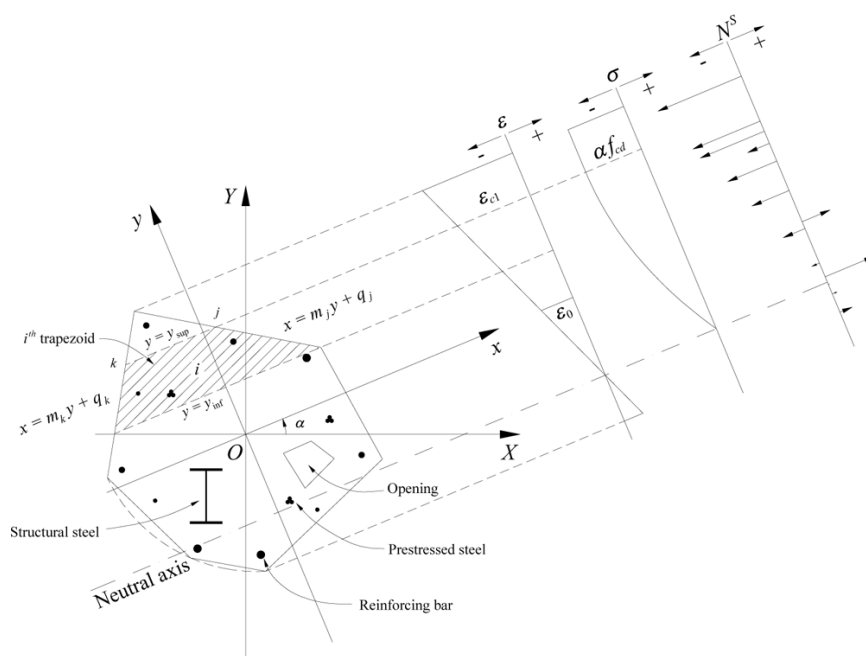 N^S
- +
σ
- +
ε
- +
αf_cd
ε_c1
Y
y
x = m_j y + q_j
j
y = y_sup
i^th trapezoid
k
i
x
ε_0
y = y_inf
x = m_k y + q_k
α
O
X
Opening
Structural steel
Prestressed steel
Neutral axis
Reinforcing bar